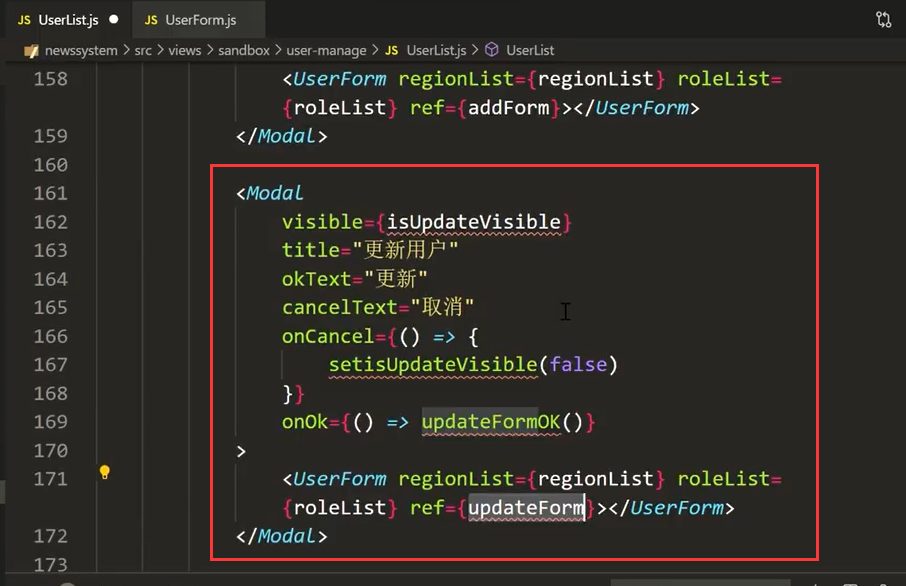 JS UserList.js ● JS UserForm.js
newssystem > src > views > sandbox > user-manage > JS UserList.js > UserList
158 <UserForm regionList={regionList} roleList=
{roleList} ref={addForm}></UserForm>
159 </Modal>
160
161 <Modal
162 visible={isUpdateVisible}
163 title="更新用户"
164 okText="更新"
165 cancelText="取消"
166 onCancel={() => {
167 setisUpdateVisible(false)
168 }}
169 onOk={() => updateFormOK()}
170 >
171 <UserForm regionList={regionList} roleList=
{roleList} ref={updateForm}></UserForm>
172 </Modal>
173